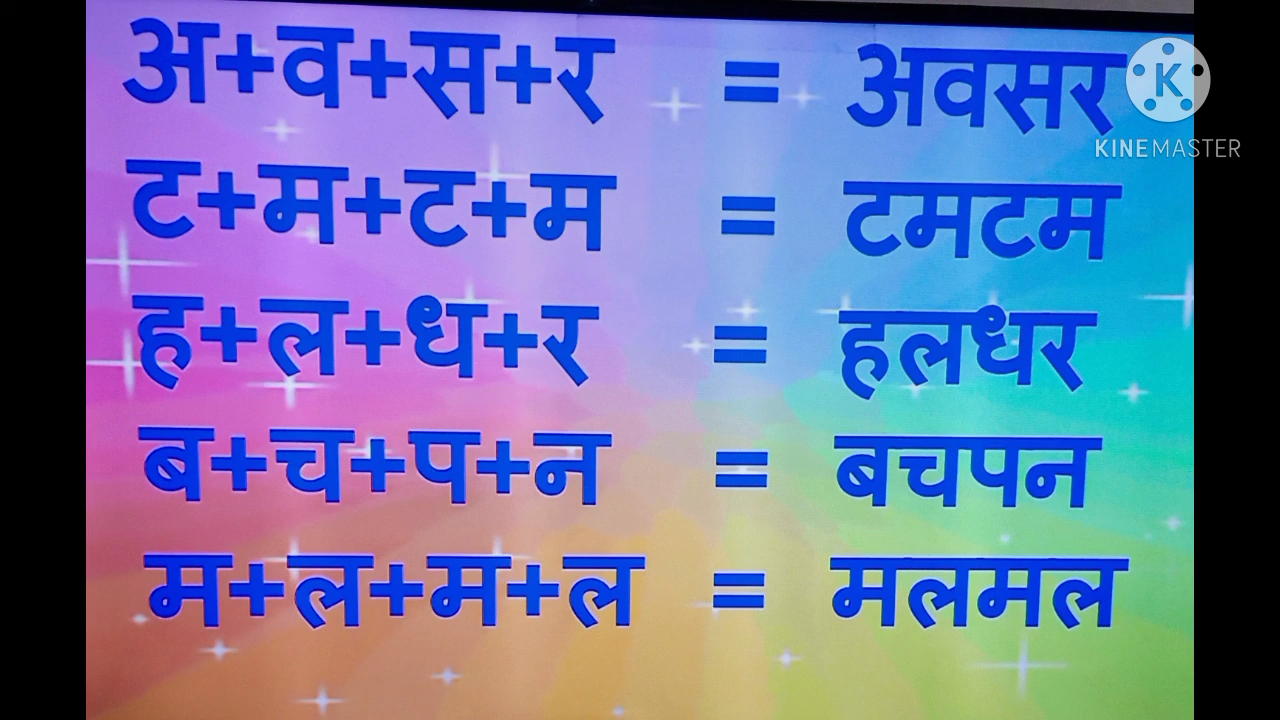 अ+व+स+र = अवसर
ट+म+ट+म = टमटम
ह+ल+ध+र = हलधर
ब+च+प+न = बचपन
म+ल+म+ल = मलमल
K
KINEMASTER